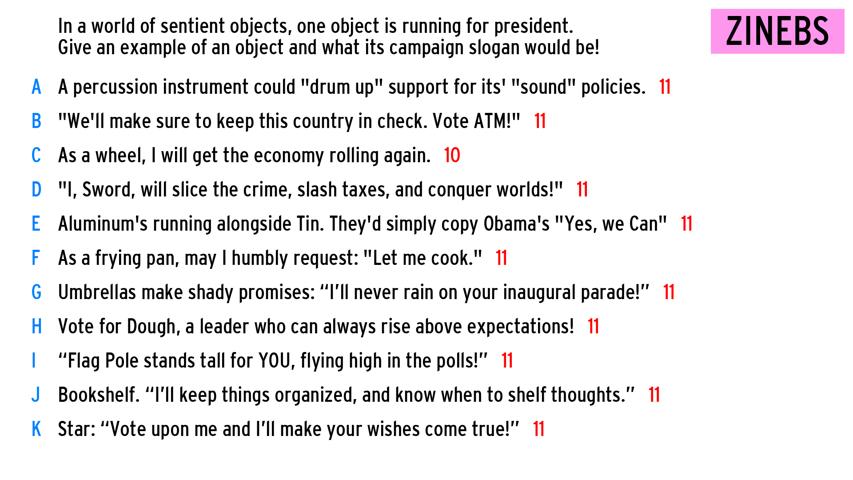 In a world of sentient objects, one object is running for president.
Give an example of an object and what its campaign slogan would be!
ZINEBS
A A percussion instrument could "drum up" support for its' "sound" policies. 11
B "We'll make sure to keep this country in check. Vote ATM!" 11
C As a wheel, I will get the economy rolling again. 10
D "I, Sword, will slice the crime, slash taxes, and conquer worlds!" 11
E Aluminum's running alongside Tin. They'd simply copy Obama's "Yes, we Can" 11
F As a frying pan, may I humbly request: "Let me cook." 11
G Umbrellas make shady promises: “I’ll never rain on your inaugural parade!” 11
H Vote for Dough, a leader who can always rise above expectations! 11
I “Flag Pole stands tall for YOU, flying high in the polls!” 11
J Bookshelf. “I’ll keep things organized, and know when to shelf thoughts.” 11
K Star: “Vote upon me and I’ll make your wishes come true!” 11